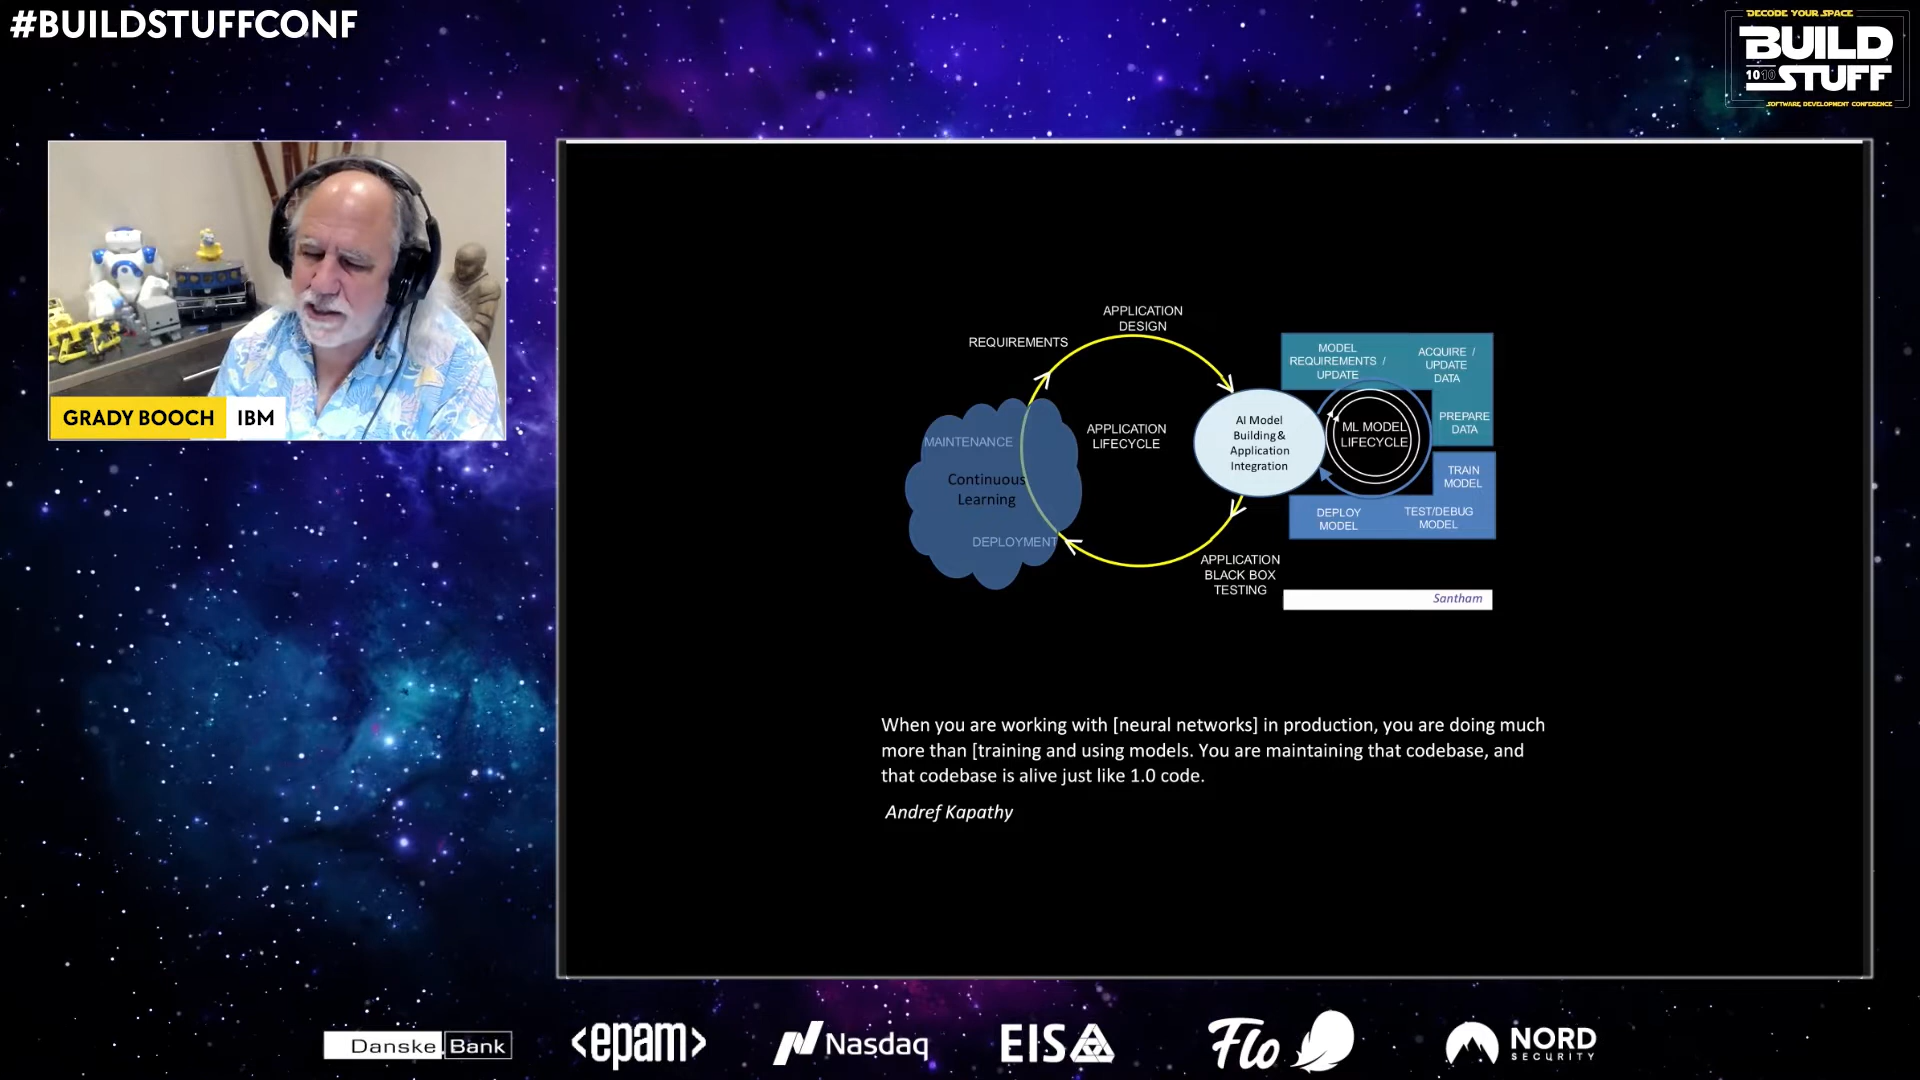 #BUILDSTUFFCONF
DECODE YOUR SPACE
BUILD
1010 STUFF
SOFTWARE DEVELOPMENT CONFERENCE
GRADY BOOCH IBM
APPLICATION
DESIGN
REQUIREMENTS
MODEL
REQUIREMENTS /
UPDATE
ACQUIRE /
UPDATE
DATA
PREPARE
DATA
MAINTENANCE
APPLICATION
LIFECYCLE
AI Model
Building &
Application
Integration
ML MODEL
LIFECYCLE
Continuous
Learning
TRAIN
MODEL
DEPLOY
MODEL
TEST/DEBUG
MODEL
DEPLOYMENT
APPLICATION
BLACK BOX
TESTING
Santham
When you are working with [neural networks] in production, you are doing much
more than [training and using models. You are maintaining that codebase, and
that codebase is alive just like 1.0 code.
Andref Kapathy
Danske Bank
<epam>
Nasdaq
EIS
Flo
NORD
SECURITY